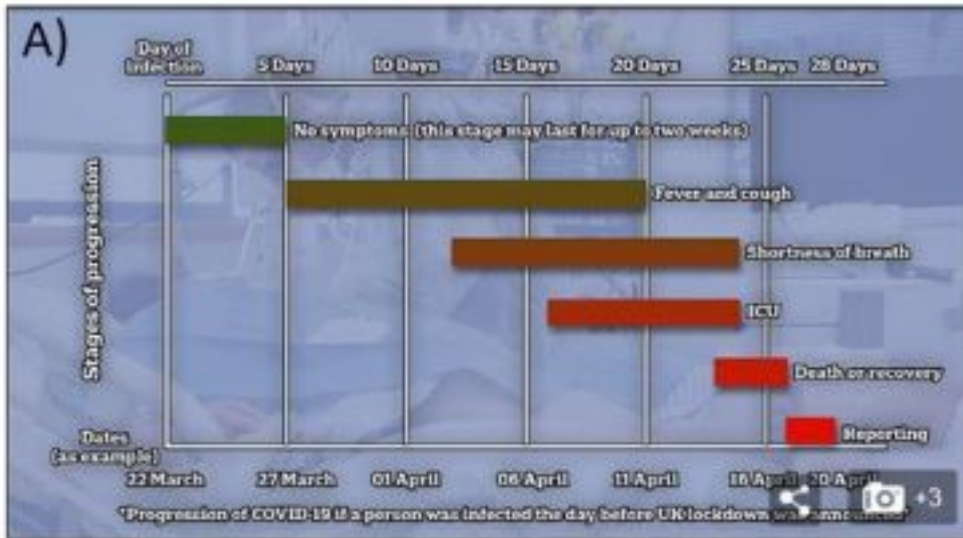 A)
Day of
infection
5 Days
10 Days
15 Days
20 Days
25 Days
28 Days
No symptoms (this stage may last for up to two weeks)
Fever and cough
Shortness of breath
ICU
Death or recovery
Reporting
Stages of progression
Dates
(as example)
22 March
27 March
01 April
06 April
11 April
16 April
20 April
+3
*Progression of COVID-19 if a person was infected the day before UK lockdown was announced